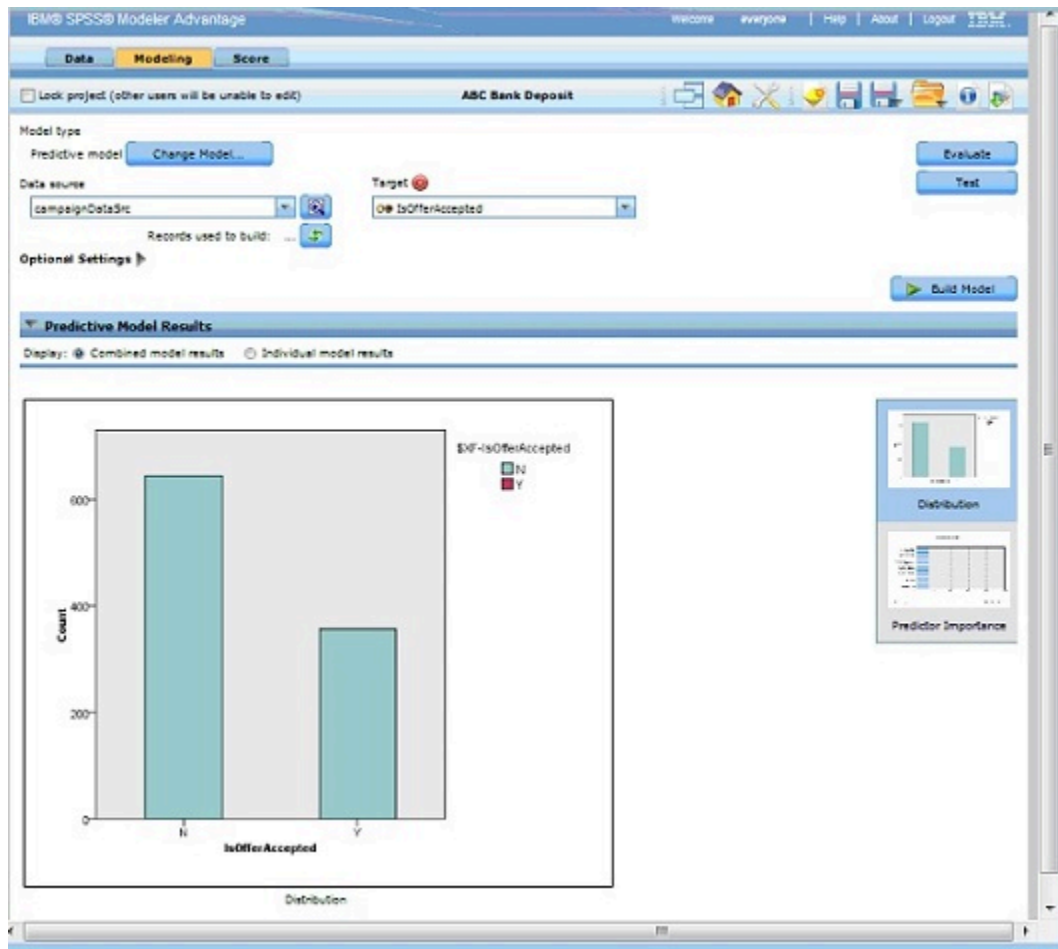 IBM® SPSS® Modeler Advantage
Welcome everyone | Help | About | Logout IBM.
Data Modeling Score
Lock project (other users will be unable to edit) ABC Bank Deposit
Model type
Predictive model Change Model... Evaluate
Data source Target Test
campaignDataSrc IsOfferAccepted
Records used to build: ...
Optional Settings
Build Model
Predictive Model Results
Display: Combined model results Individual model results
$XF-IsOfferAccepted
N
Y
600
400
200
0
Count
N Y
IsOfferAccepted
Distribution
Distribution
Predictor Importance